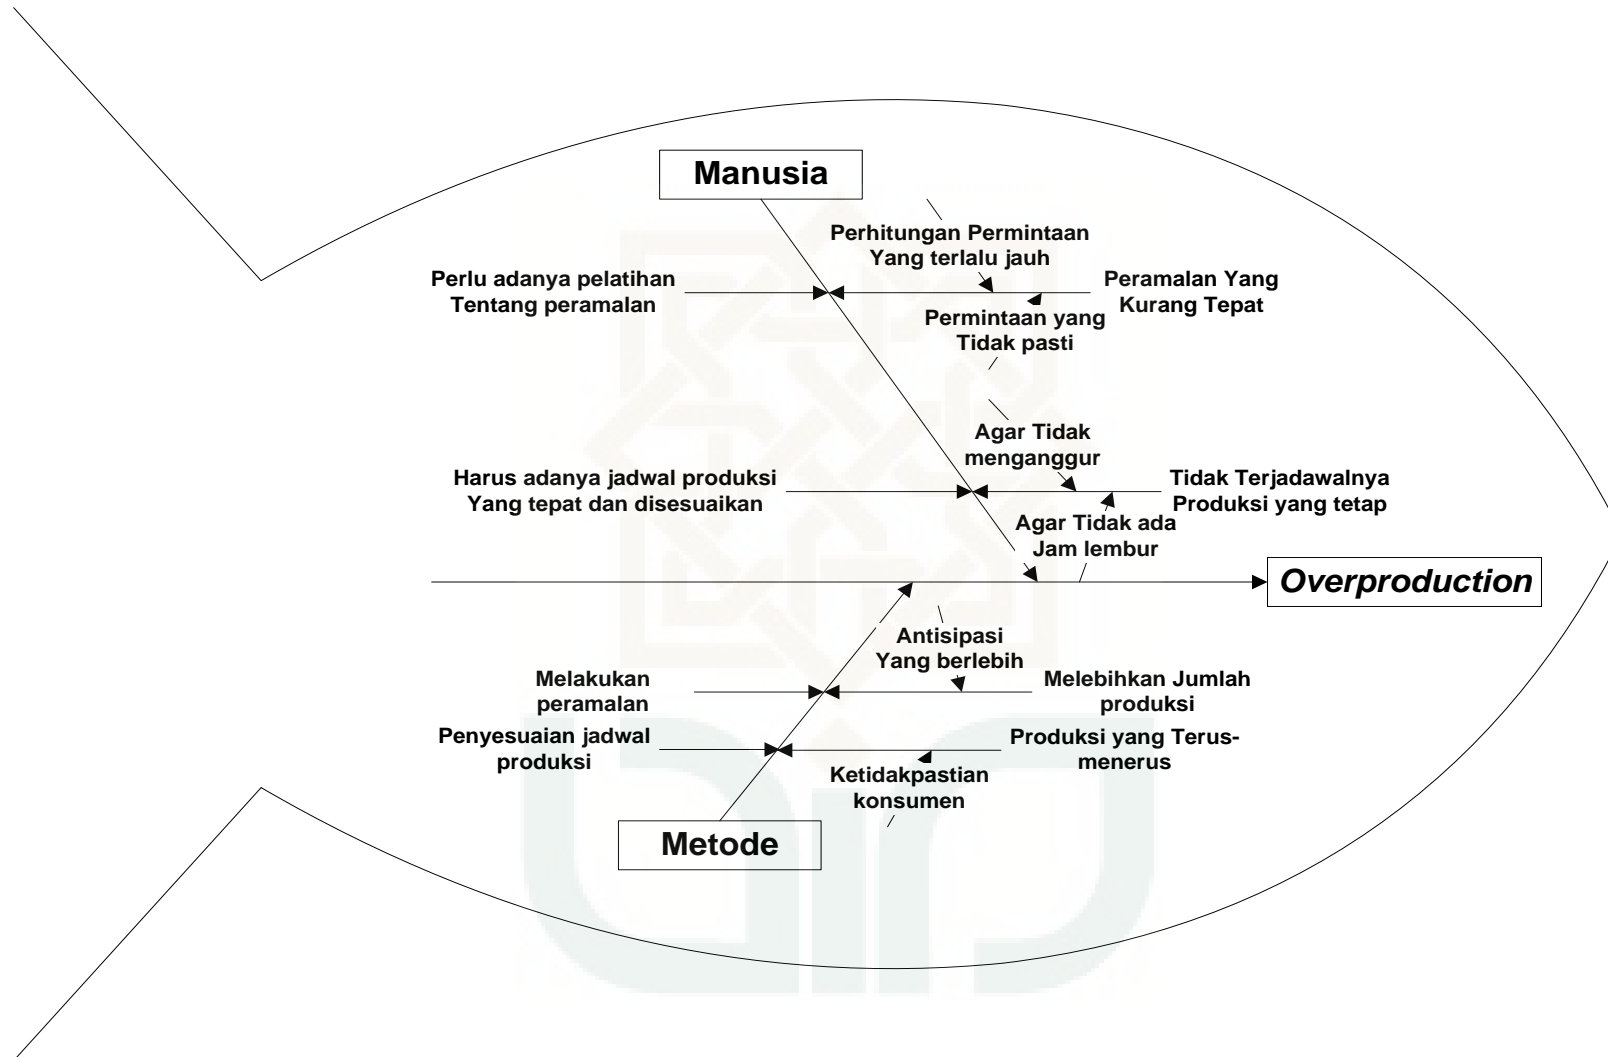 Manusia
Perhitungan Permintaan
Yang terlalu jauh
Perlu adanya pelatihan
Tentang peramalan
Peramalan Yang
Kurang Tepat
Permintaan yang
Tidak pasti
Agar Tidak
menganggur
Harus adanya jadwal produksi
Yang tepat dan disesuaikan
Tidak Terjadawalnya
Produksi yang tetap
Agar Tidak ada
Jam lembur
Overproduction
Antisipasi
Yang berlebih
Melakukan
peramalan
Melebihkan Jumlah
produksi
Penyesuaian jadwal
produksi
Produksi yang Terus-
menerus
Ketidakpastian
konsumen
Metode